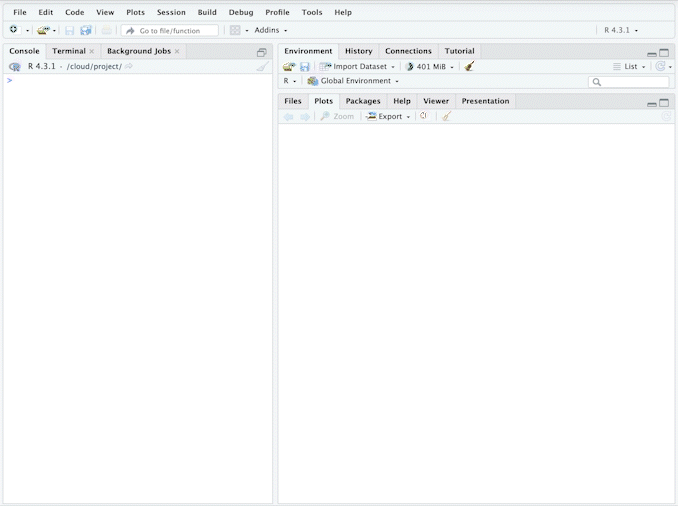 File Edit Code View Plots Session Build Debug Profile Tools Help
Go to file/function Addins R 4.3.1
Console Terminal Background Jobs
R 4.3.1 · /cloud/project/
>
Environment History Connections Tutorial
Import Dataset 401 MiB List
R Global Environment
Files Plots Packages Help Viewer Presentation
Zoom Export